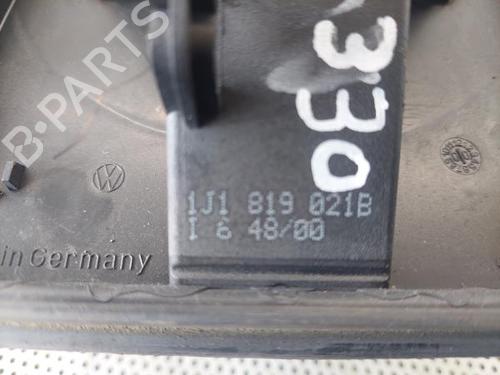 330
1J1 819 021B
I 6 48/00
in Germany
B-PARTS